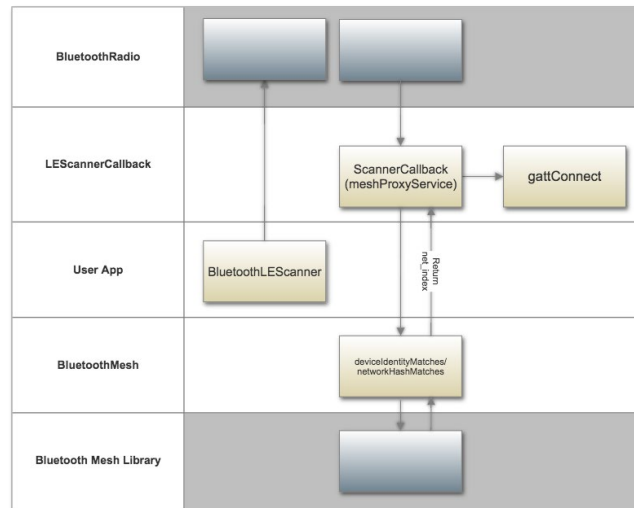 BluetoothRadio
LEScannerCallback
ScannerCallback
(meshProxyService)
gattConnect
User App
BluetoothLEScanner
Return
net_index
BluetoothMesh
deviceIdentityMatches/
networkHashMatches
Bluetooth Mesh Library